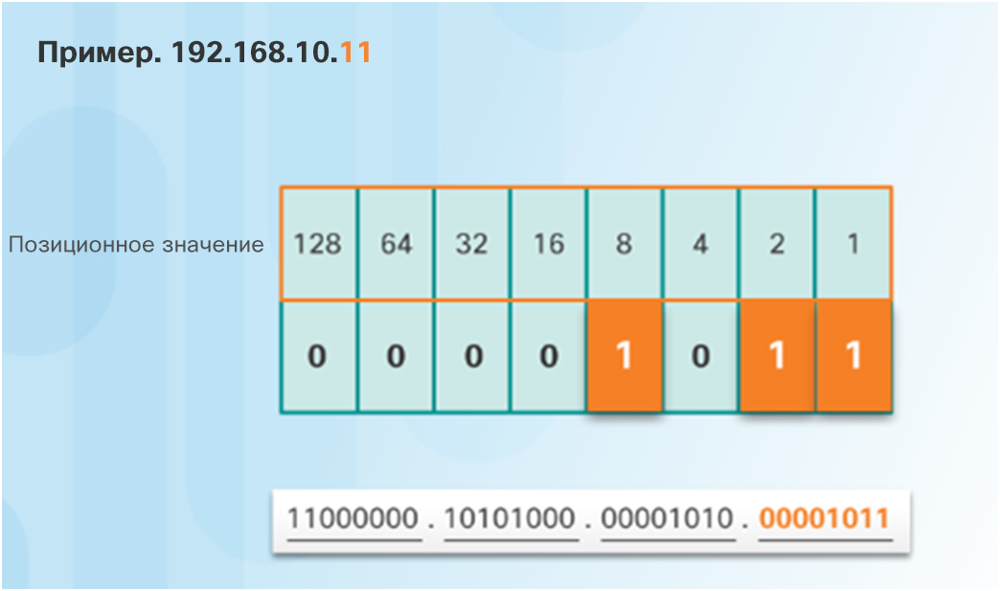 Пример. 192.168.10.11
Позиционное значение 128 64 32 16 8 4 2 1
0 0 0 0 1 0 1 1
11000000 . 10101000 . 00001010 . 00001011